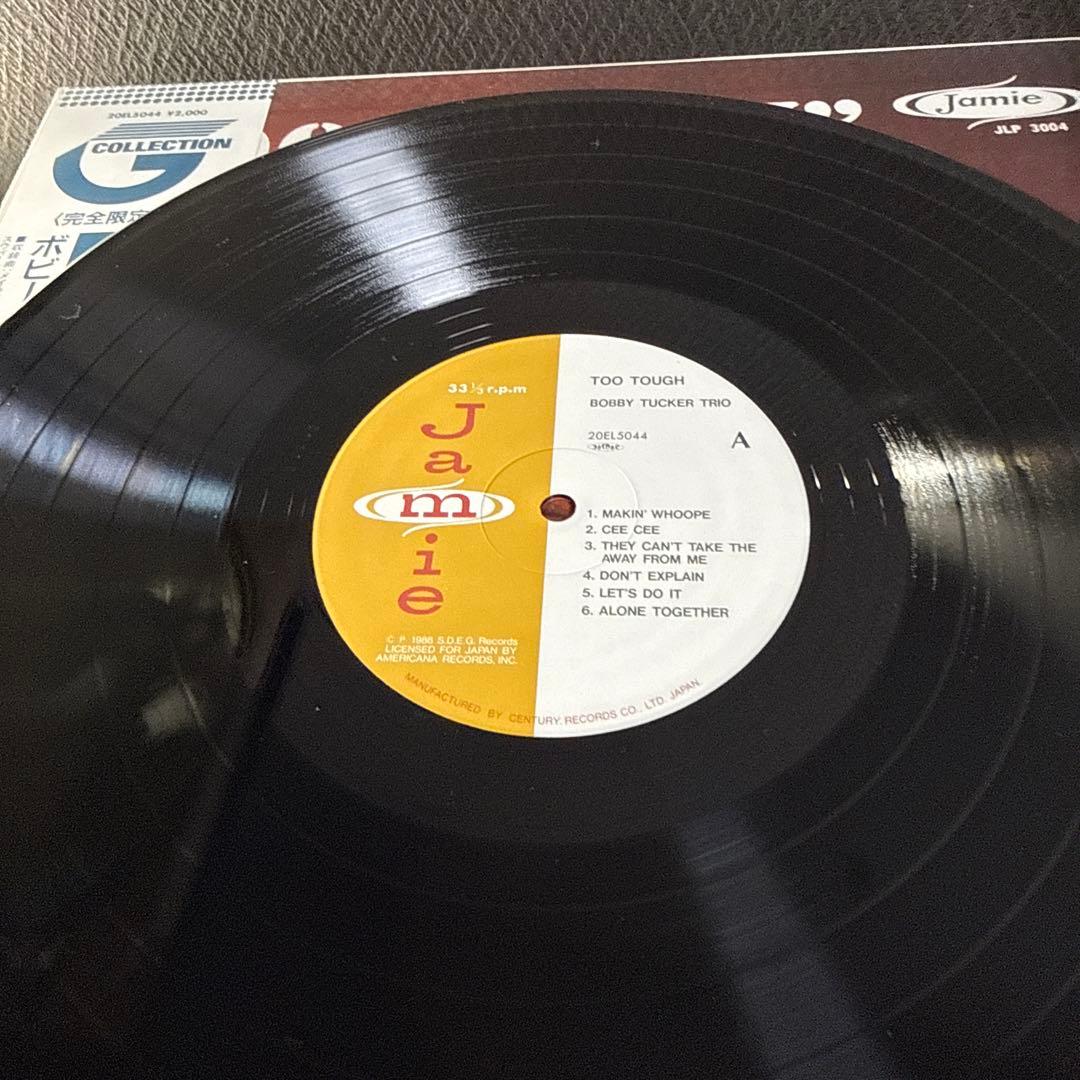 20EL5044 ¥2,000
COLLECTION
〈完全限定
ボビー
”
Jamie
JLP 3004
33⅓ r.p.m
Jamie
TOO TOUGH
BOBBY TUCKER TRIO
20EL5044
A
1. MAKIN' WHOOPE
2. CEE CEE
3. THEY CAN'T TAKE THE
AWAY FROM ME
4. DON'T EXPLAIN
5. LET'S DO IT
6. ALONE TOGETHER
C P 1988 S.D.E.G. Records
LICENSED FOR JAPAN BY
AMERICANA RECORDS, INC.
MANUFACTURED BY CENTURY RECORDS CO., LTD. JAPAN